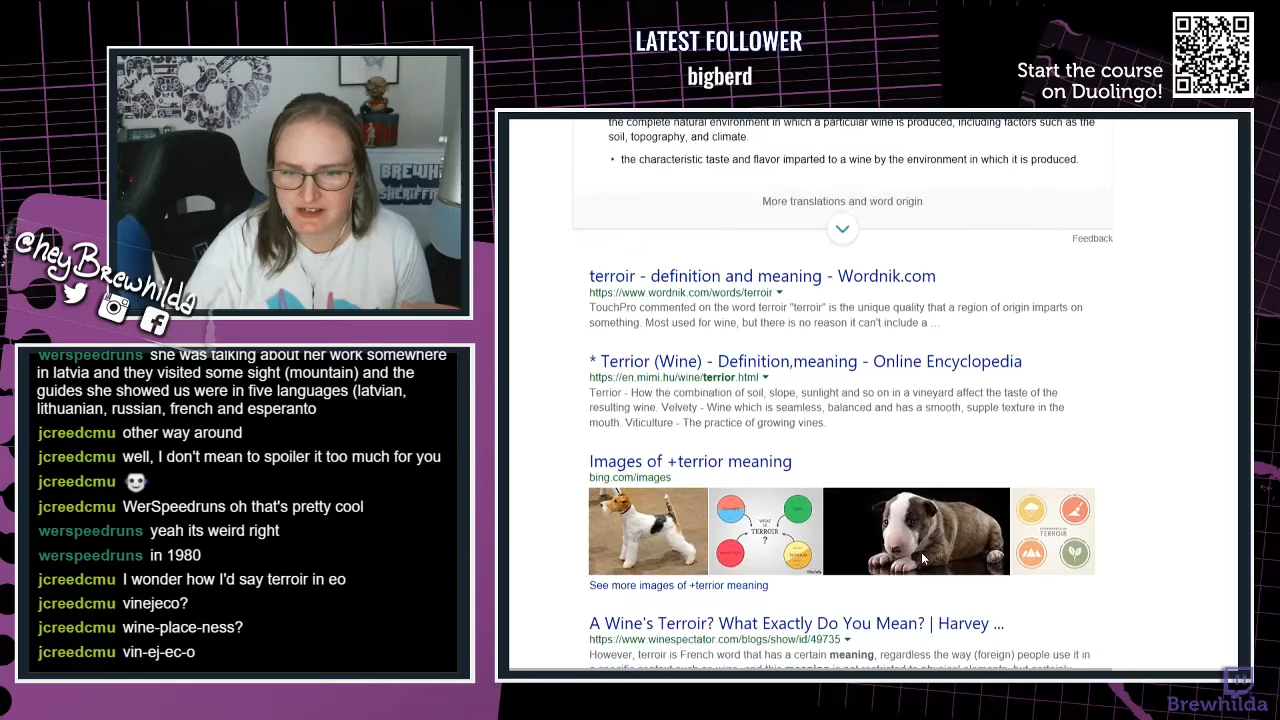 LATEST FOLLOWER
bigberd
Start the course
on Duolingo!
@heyBrewhilda
werspeedruns she was talking about her work somewhere
in latvia and they visited some sight (mountain) and the
guides she showed us were in five languages (latvian,
lithuanian, russian, french and esperanto
jcreedcmu other way around
jcreedcmu well, I don't mean to spoiler it too much for you
jcreedcmu
jcreedcmu WerSpeedruns oh that's pretty cool
werspeedruns yeah its weird right
werspeedruns in 1980
jcreedcmu I wonder how I'd say terroir in eo
jcreedcmu vinejeco?
jcreedcmu wine-place-ness?
jcreedcmu vin-ej-ec-o
the complete natural environment in which a particular wine is produced, including factors such as the
soil, topography, and climate.
• the characteristic taste and flavor imparted to a wine by the environment in which it is produced.
More translations and word origin
Feedback
terroir - definition and meaning - Wordnik.com
https://www.wordnik.com/words/terroir
TouchPro commented on the word terroir "terroir" is the unique quality that a region of origin imparts on
something. Most used for wine, but there is no reason it can't include a ...
* Terrior (Wine) - Definition,meaning - Online Encyclopedia
https://en.mimi.hu/wine/terrior.html
Terrior - How the combination of soil, slope, sunlight and so on in a vineyard affect the taste of the
resulting wine. Velvety - Wine which is seamless, balanced and has a smooth, supple texture in the
mouth. Viticulture - The practice of growing vines.
Images of +terrior meaning
bing.com/images
WHAT IS
TERROIR
?
TERROIR
See more images of +terrior meaning
A Wine's Terroir? What Exactly Do You Mean? | Harvey ...
https://www.winespectator.com/blogs/show/id/49735
However, terroir is French word that has a certain meaning, regardless the way (foreign) people use it in
Brewhilda